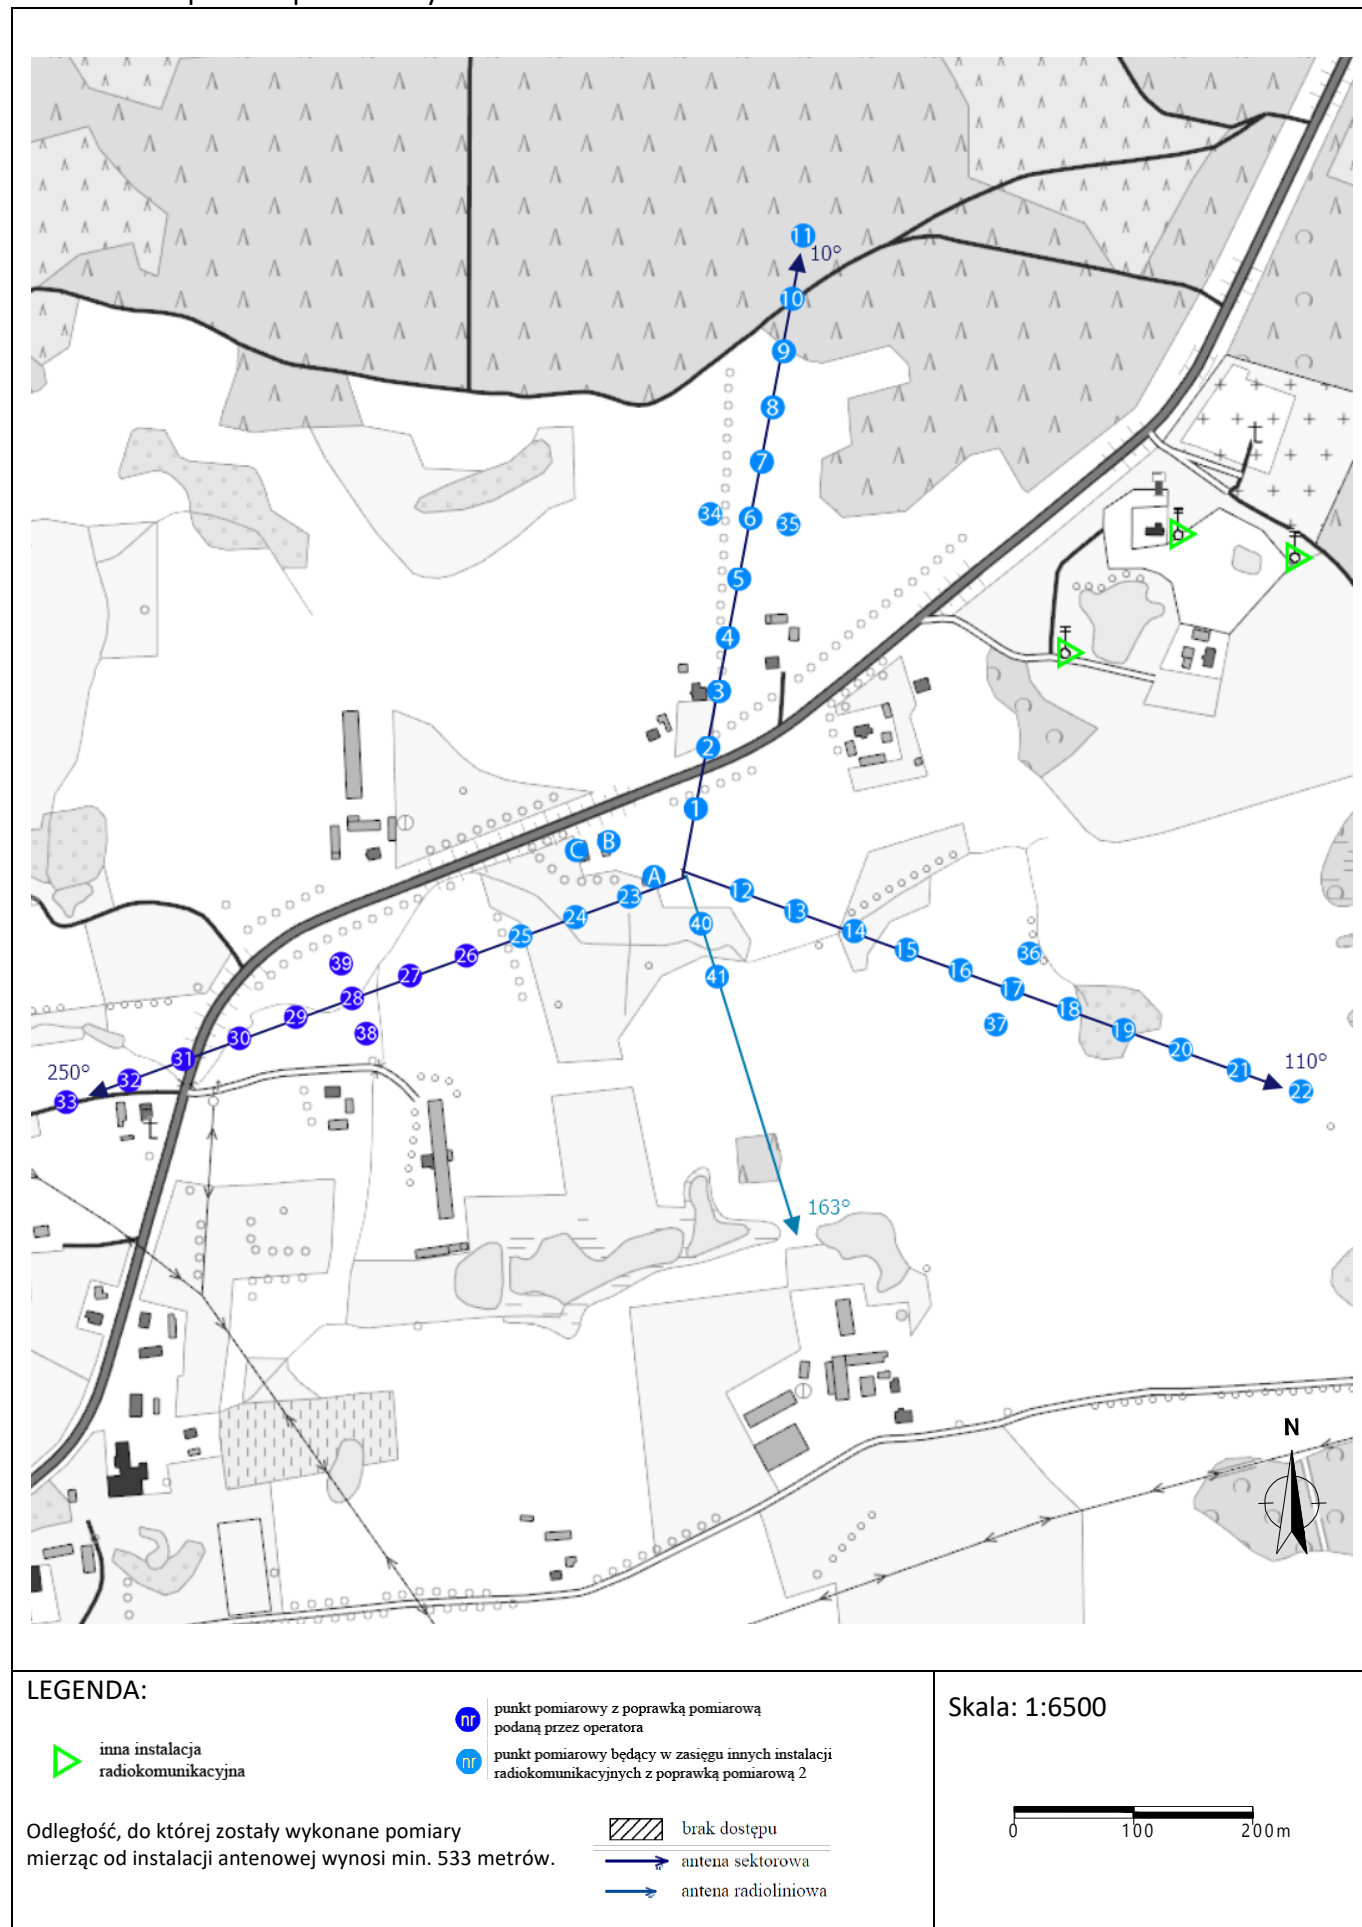 11
10°
10
9
8
7
34
6
35
5
4
3
2
1
C
B
A
12
23
13
24
40
14
25
15
36
26
39
16
27
41
17
28
18
29
37
19
38
30
20
31
21
110°
250°
32
22
33
163°
N
LEGENDA:
inna instalacja
radiokomunikacyjna
nr
punkt pomiarowy z poprawką pomiarową
podaną przez operatora
nr
punkt pomiarowy będący w zasięgu innych instalacji
radiokomunikacyjnych z poprawką pomiarową 2
Odległość, do której zostały wykonane pomiary
mierząc od instalacji antenowej wynosi min. 533 metrów.
brak dostępu
antena sektorowa
antena radioliniowa
Skala: 1:6500
0 100 200m